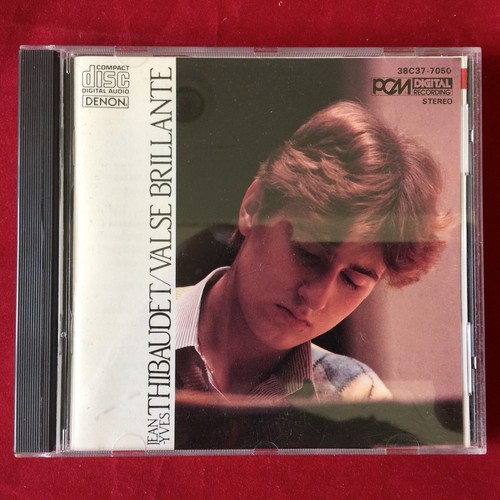 COMPACT
disc
DIGITAL AUDIO
DENON
38C37-7050
PCM DIGITAL
RECORDING
STEREO
JEAN
YVES
THIBAUDET/VALSE BRILLANTE